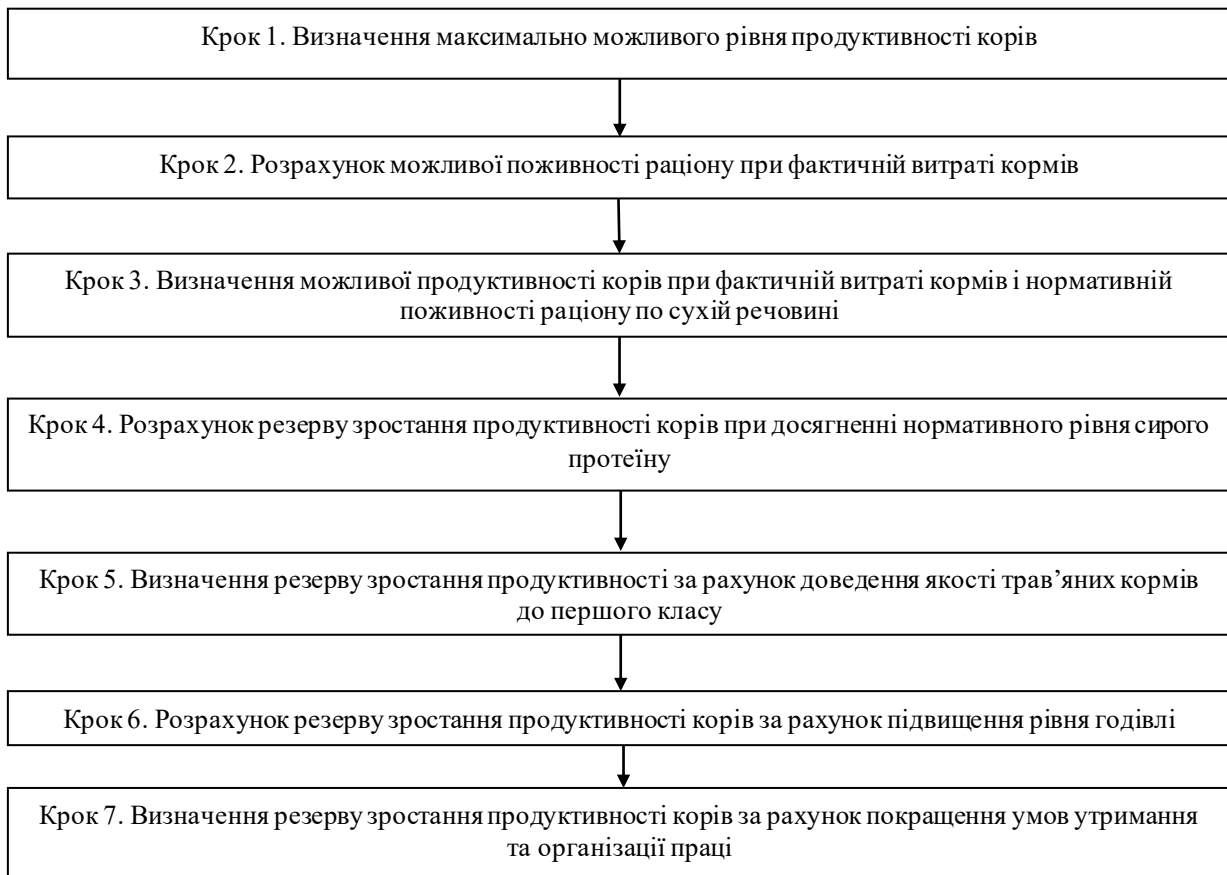 Крок 1. Визначення максимально можливого рівня продуктивності корів
Крок 2. Розрахунок можливої поживності раціону при фактичній витраті кормів
Крок 3. Визначення можливої продуктивності корів при фактичній витраті кормів і нормативній
поживності раціону по сухій речовині
Крок 4. Розрахунок резерву зростання продуктивності корів при досягненні нормативного рівня сирого
протеїну
Крок 5. Визначення резерву зростання продуктивності за рахунок доведення якості трав’яних кормів
до першого класу
Крок 6. Розрахунок резерву зростання продуктивності корів за рахунок підвищення рівня годівлі
Крок 7. Визначення резерву зростання продуктивності корів за рахунок покращення умов утримання
та організації праці